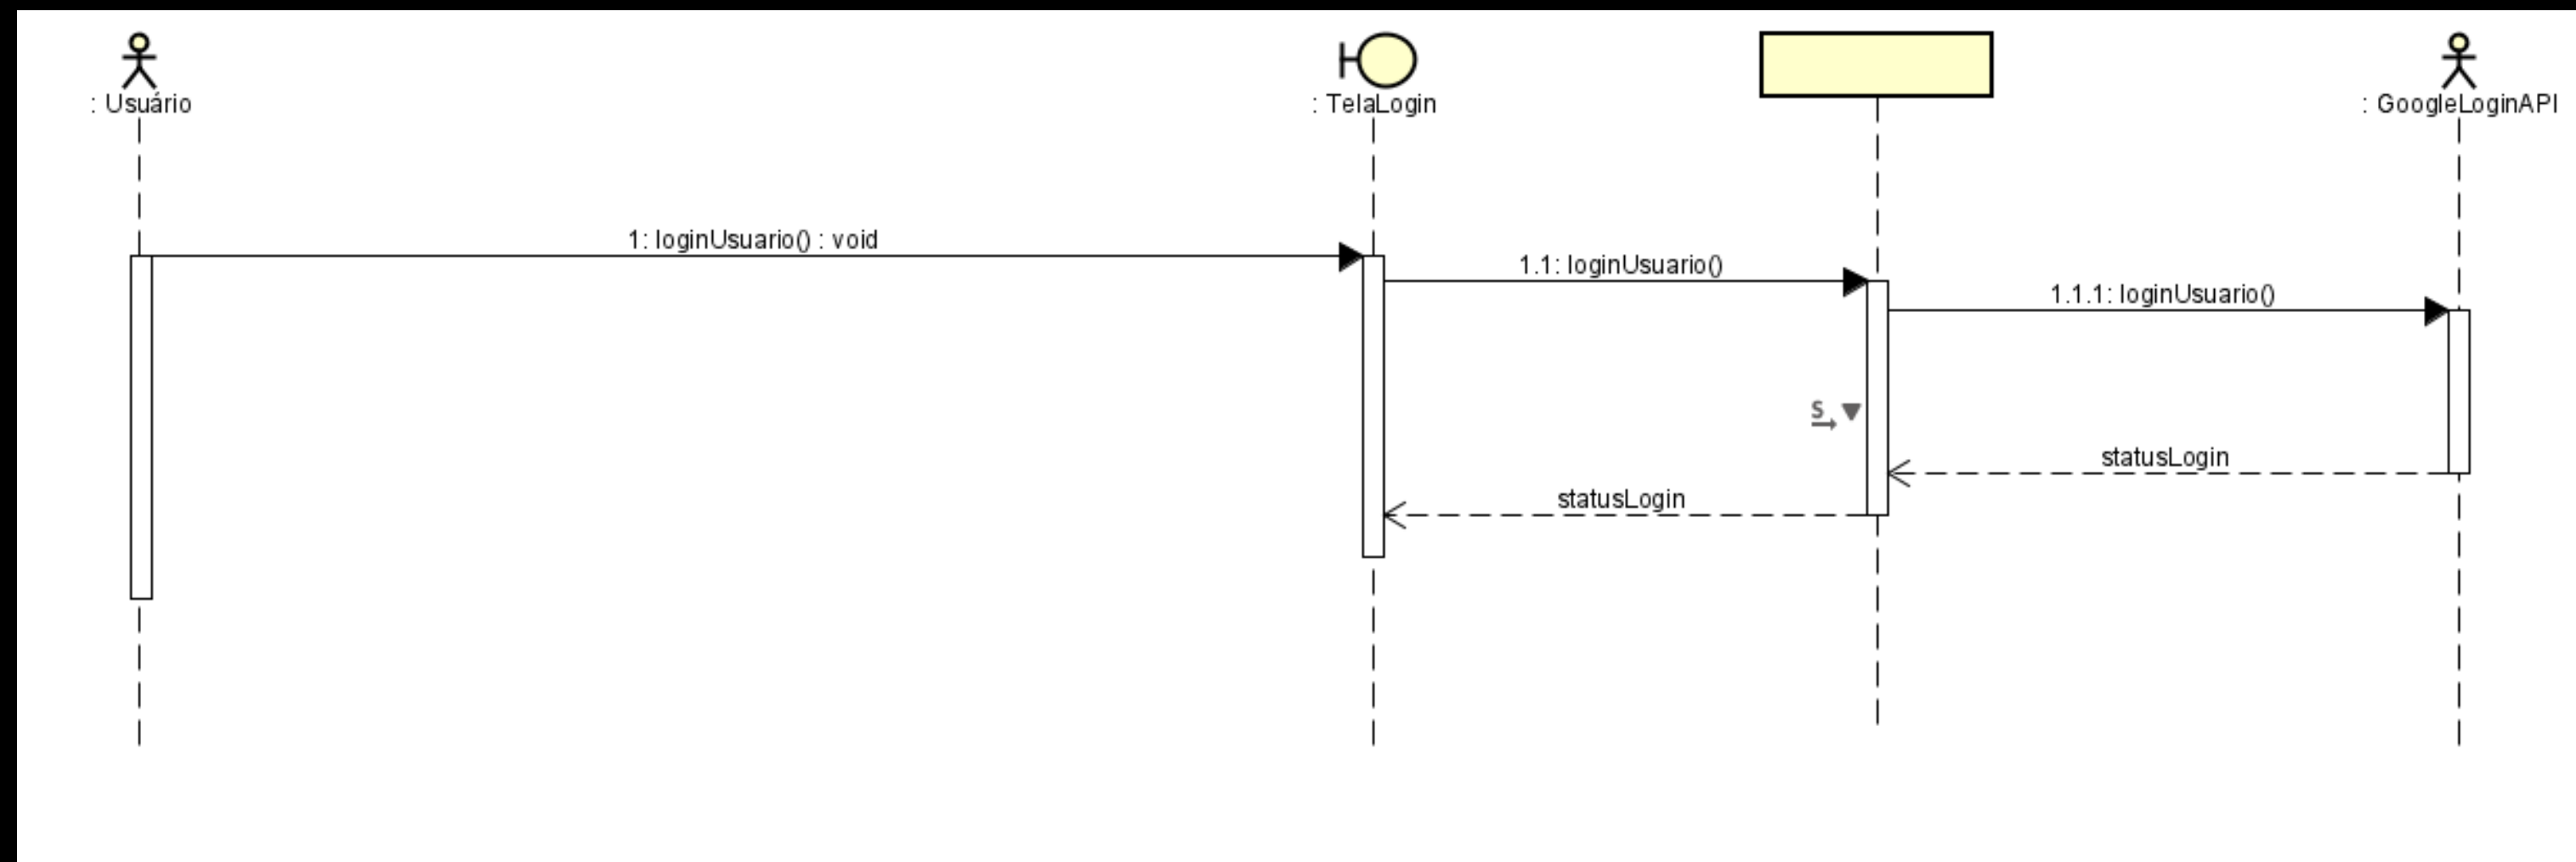 : Usuário
: TelaLogin
: GoogleLoginAPI
1: loginUsuario() : void
1.1: loginUsuario()
1.1.1: loginUsuario()
S
statusLogin
statusLogin